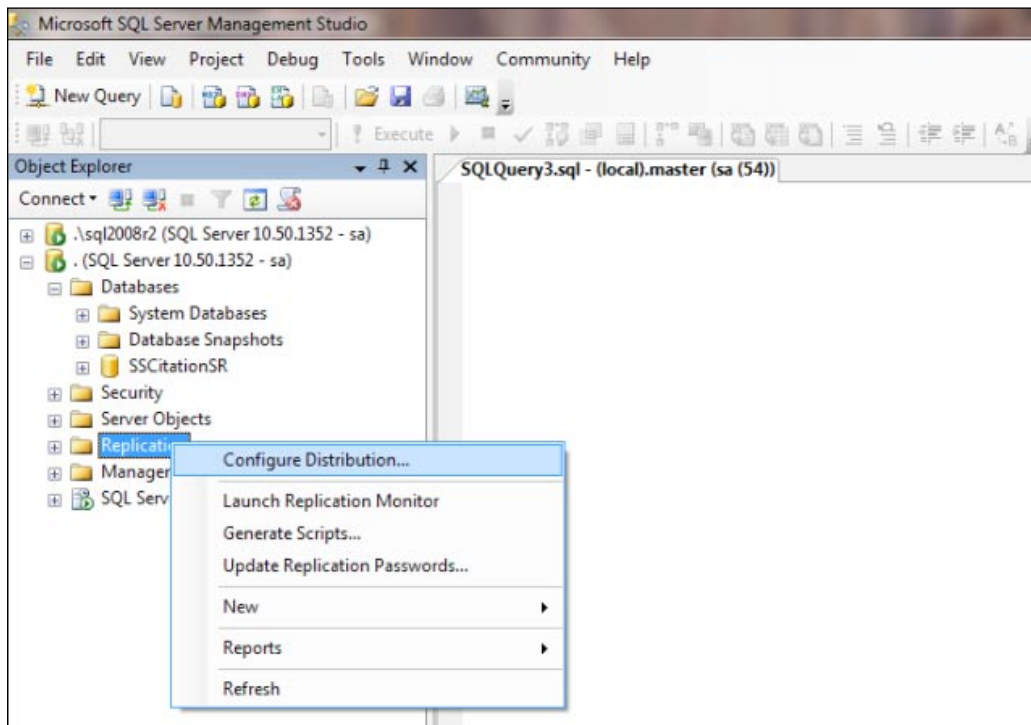 Microsoft SQL Server Management Studio
File Edit View Project Debug Tools Window Community Help
New Query
Execute
Object Explorer
SQLQuery3.sql - (local).master (sa (54))
Connect
.\sql2008r2 (SQL Server 10.50.1352 - sa)
. (SQL Server 10.50.1352 - sa)
Databases
System Databases
Database Snapshots
SSCitationSR
Security
Server Objects
Replicatio
Configure Distribution...
Manager
SQL Serv
Launch Replication Monitor
Generate Scripts...
Update Replication Passwords...
New
Reports
Refresh